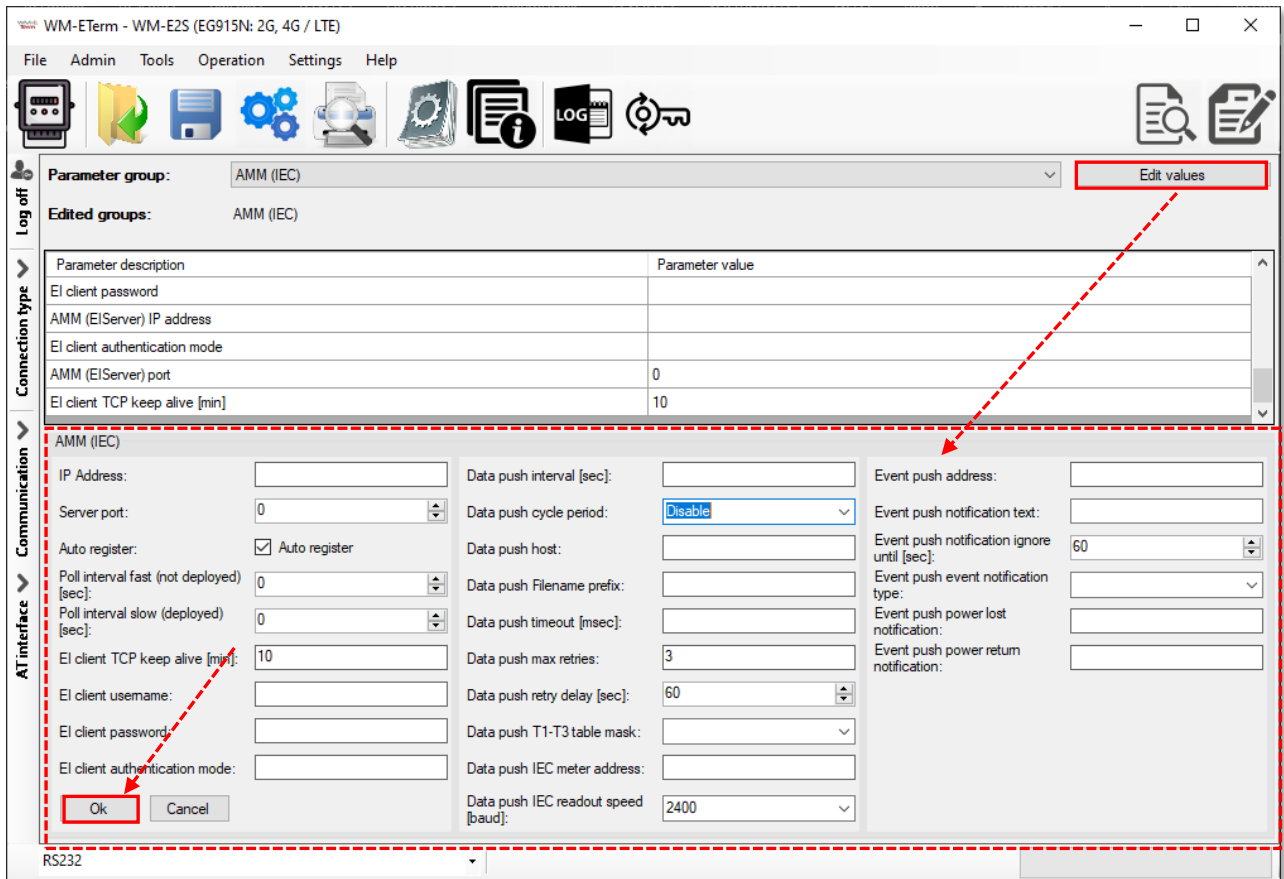 WM-ETerm - WM-E2S (EG915N: 2G, 4G / LTE)
File Admin Tools Operation Settings Help
LOG
Log off
Connection type
Communication
AT interface
Parameter group: AMM (IEC) Edit values
Edited groups: AMM (IEC)
Parameter description Parameter value
EI client password
AMM (EIServer) IP address
EI client authentication mode
AMM (EIServer) port 0
EI client TCP keep alive [min] 10
AMM (IEC)
IP Address:
Server port: 0
Auto register: Auto register
Poll interval fast (not deployed)
[sec]: 0
Poll interval slow (deployed)
[sec]: 0
EI client TCP keep alive [min]: 10
EI client username:
EI client password:
EI client authentication mode:
Ok Cancel
Data push interval [sec]:
Data push cycle period: Disable
Data push host:
Data push Filename prefix:
Data push timeout [msec]:
Data push max retries: 3
Data push retry delay [sec]: 60
Data push T1-T3 table mask:
Data push IEC meter address:
Data push IEC readout speed
[baud]: 2400
Event push address:
Event push notification text:
Event push notification ignore
until [sec]: 60
Event push event notification
type:
Event push power lost
notification:
Event push power return
notification:
RS232